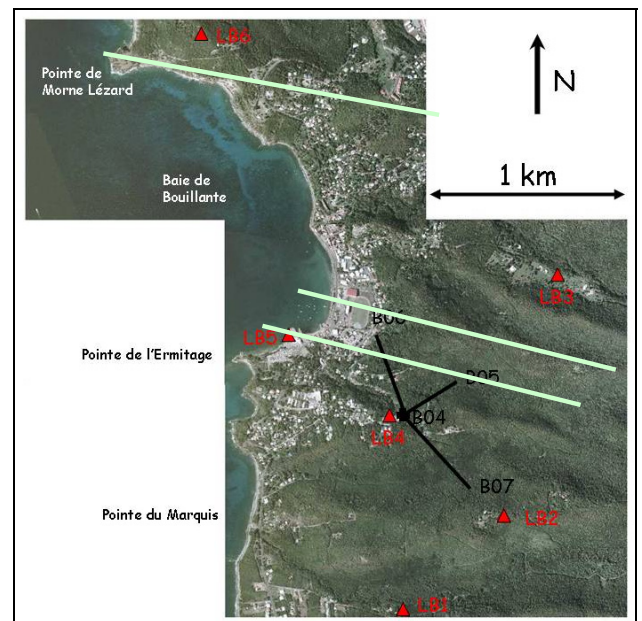 LB6
Pointe de
Morne Lézard
N
1 km
Baie de
Bouillante
LB3
B06
LB5
Pointe de l'Ermitage
B05
B04
LB4
B07
Pointe du Marquis
LB2
LB1